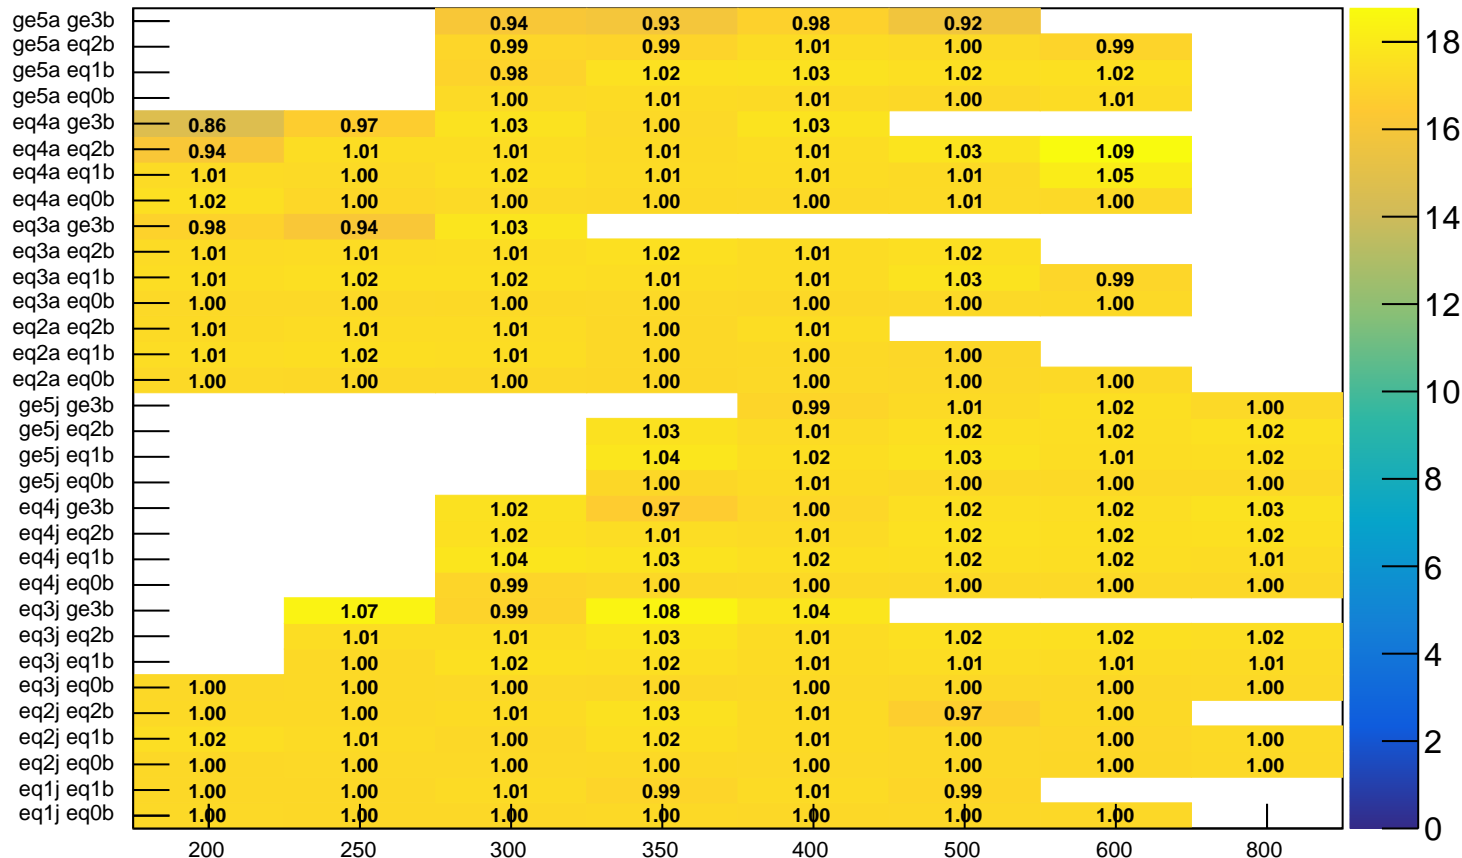 ge5a ge3b 0.94 0.93 0.98 0.92
ge5a eq2b 0.99 0.99 1.01 1.00 0.99
ge5a eq1b 0.98 1.02 1.03 1.02 1.02
ge5a eq0b 1.00 1.01 1.01 1.00 1.01
eq4a ge3b 0.86 0.97 1.03 1.00 1.03
eq4a eq2b 0.94 1.01 1.01 1.01 1.01 1.03 1.09
eq4a eq1b 1.01 1.00 1.02 1.01 1.01 1.01 1.05
eq4a eq0b 1.02 1.00 1.00 1.00 1.00 1.01 1.00
eq3a ge3b 0.98 0.94 1.03
eq3a eq2b 1.01 1.01 1.01 1.02 1.01 1.02
eq3a eq1b 1.01 1.02 1.02 1.01 1.01 1.03 0.99
eq3a eq0b 1.00 1.00 1.00 1.00 1.00 1.00 1.00
eq2a eq2b 1.01 1.01 1.01 1.00 1.01
eq2a eq1b 1.01 1.02 1.01 1.00 1.00 1.00
eq2a eq0b 1.00 1.00 1.00 1.00 1.00 1.00 1.00
ge5j ge3b 0.99 1.01 1.02 1.00
ge5j eq2b 1.03 1.01 1.02 1.02 1.02
ge5j eq1b 1.04 1.02 1.03 1.01 1.02
ge5j eq0b 1.00 1.01 1.00 1.00 1.00
eq4j ge3b 1.02 0.97 1.00 1.02 1.02 1.03
eq4j eq2b 1.02 1.01 1.01 1.02 1.02 1.02
eq4j eq1b 1.04 1.03 1.02 1.02 1.02 1.01
eq4j eq0b 0.99 1.00 1.00 1.00 1.00 1.00
eq3j ge3b 1.07 0.99 1.08 1.04
eq3j eq2b 1.01 1.01 1.03 1.01 1.02 1.02 1.02
eq3j eq1b 1.00 1.02 1.02 1.01 1.01 1.01 1.01
eq3j eq0b 1.00 1.00 1.00 1.00 1.00 1.00 1.00 1.00
eq2j eq2b 1.00 1.00 1.01 1.03 1.01 0.97 1.00
eq2j eq1b 1.02 1.01 1.00 1.02 1.01 1.00 1.00 1.00
eq2j eq0b 1.00 1.00 1.00 1.00 1.00 1.00 1.00 1.00
eq1j eq1b 1.00 1.00 1.01 0.99 1.01 0.99
eq1j eq0b 1.00 1.00 1.00 1.00 1.00 1.00 1.00
200 250 300 350 400 500 600 800
18
16
14
12
10
8
6
4
2
0